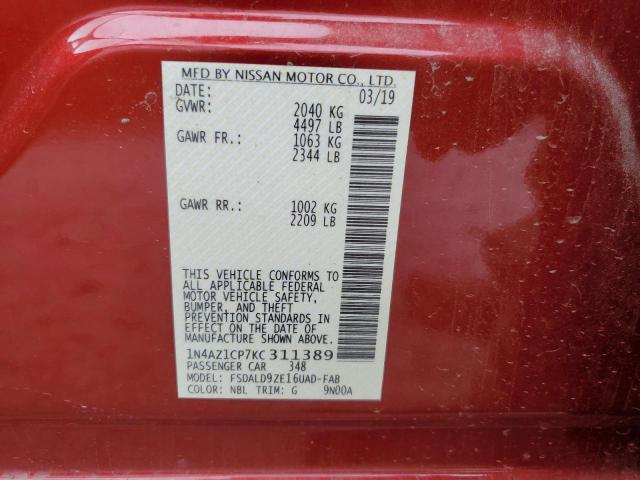 MFD BY NISSAN MOTOR CO., LTD.
DATE: 03/19
GVWR: 2040 KG
4497 LB
GAWR FR.: 1063 KG
2344 LB
GAWR RR.: 1002 KG
2209 LB
THIS VEHICLE CONFORMS TO
ALL APPLICABLE FEDERAL
MOTOR VEHICLE SAFETY,
BUMPER, AND THEFT
PREVENTION STANDARDS IN
EFFECT ON THE DATE OF
MANUFACTURE SHOWN ABOVE.
1N4AZ1CP7KC311389
PASSENGER CAR 348
MODEL: FSDALD9ZE16UAD-FAB
COLOR: NBL TRIM: G 9N00A